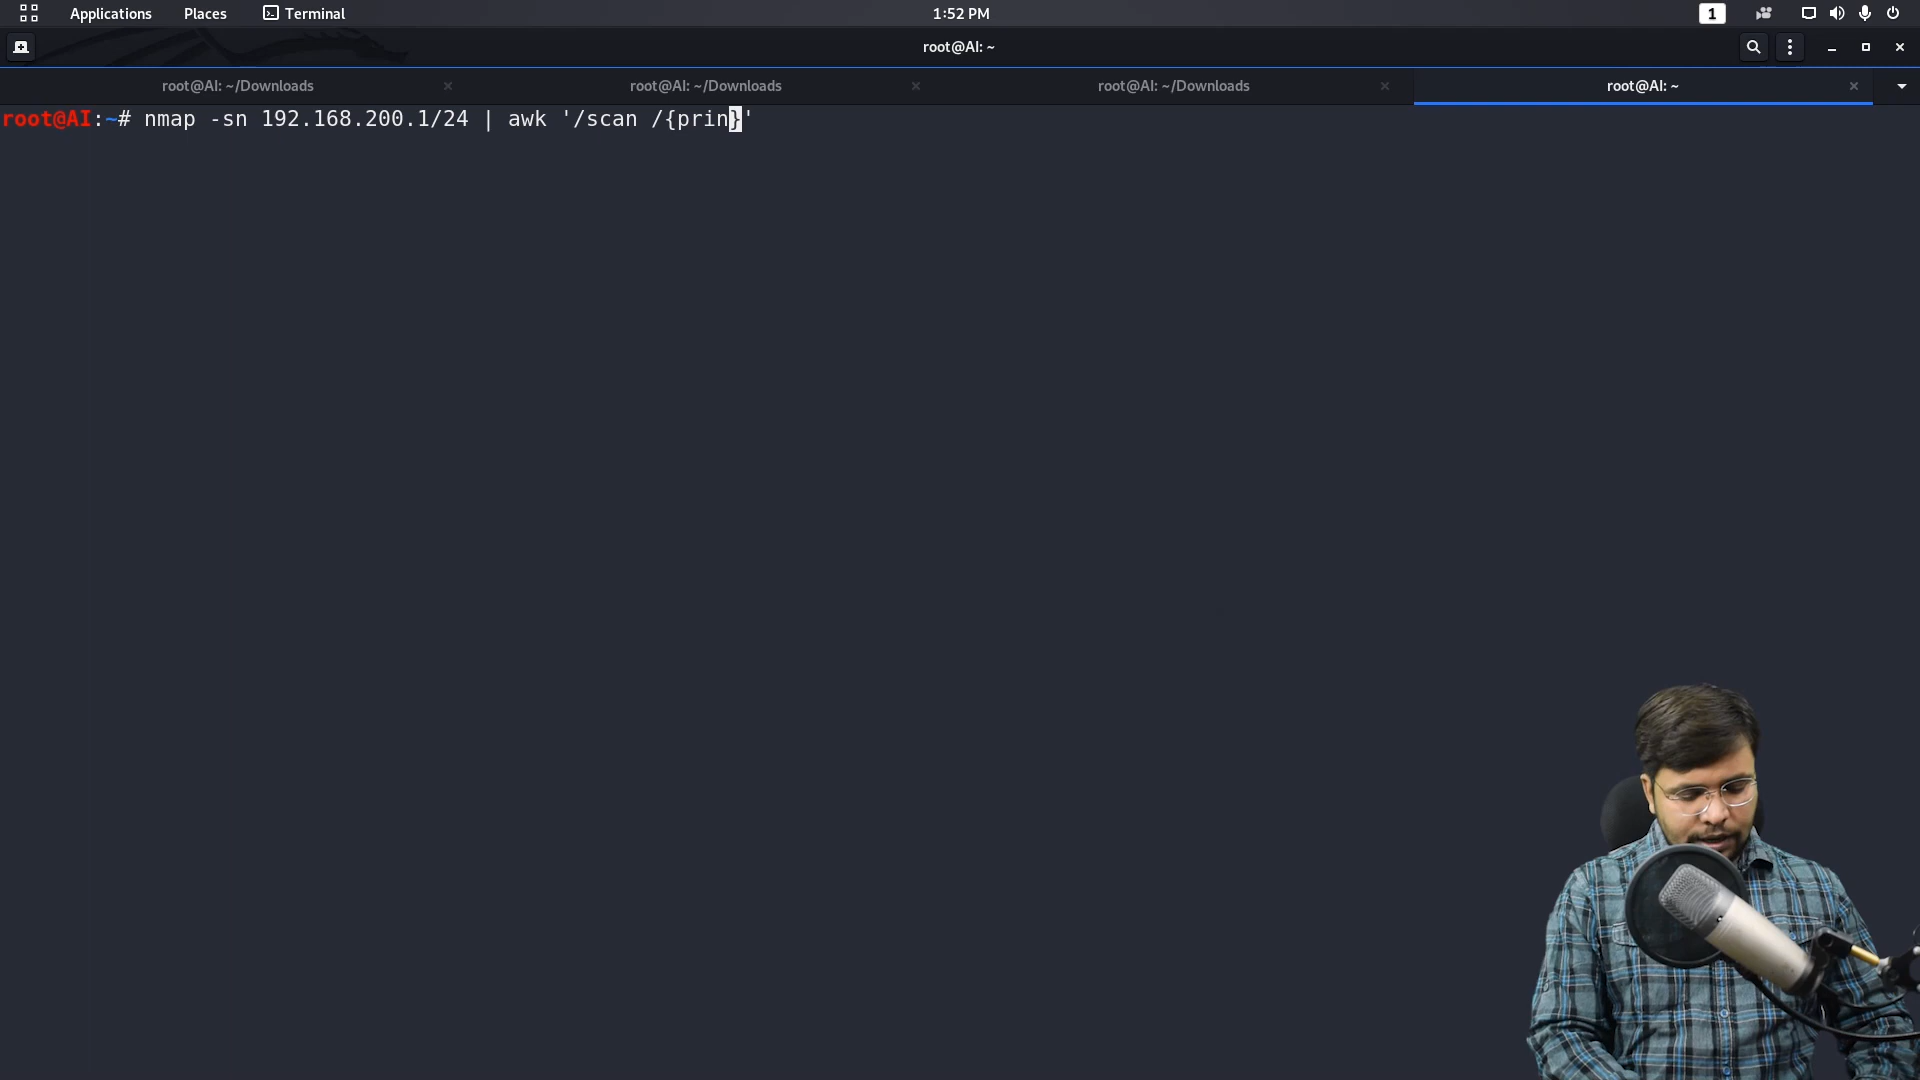 Applications Places Terminal 1:52 PM 1
root@AI: ~
root@AI: ~/Downloads root@AI: ~/Downloads root@AI: ~/Downloads root@AI: ~
root@AI:~# nmap -sn 192.168.200.1/24 | awk '/scan /{prin}'